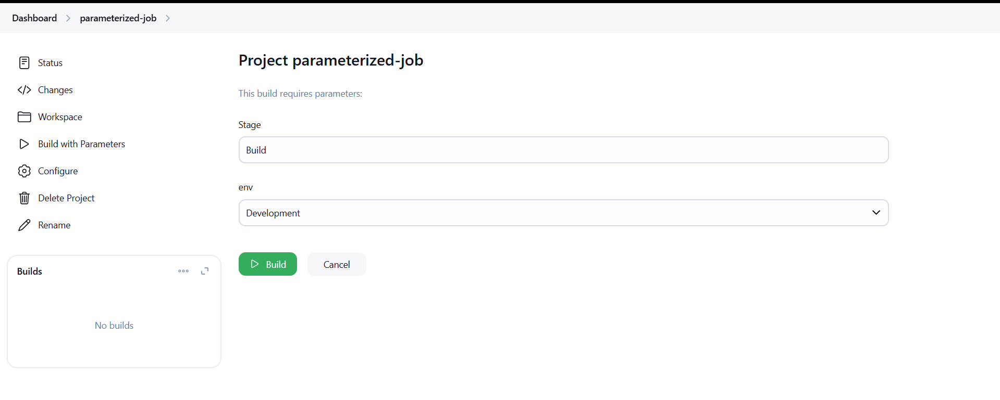 Dashboard > parameterized-job >
Status
Changes
Workspace
Build with Parameters
Configure
Delete Project
Rename
Builds
No builds
Project parameterized-job
This build requires parameters:
Stage
Build
env
Development
Build
Cancel